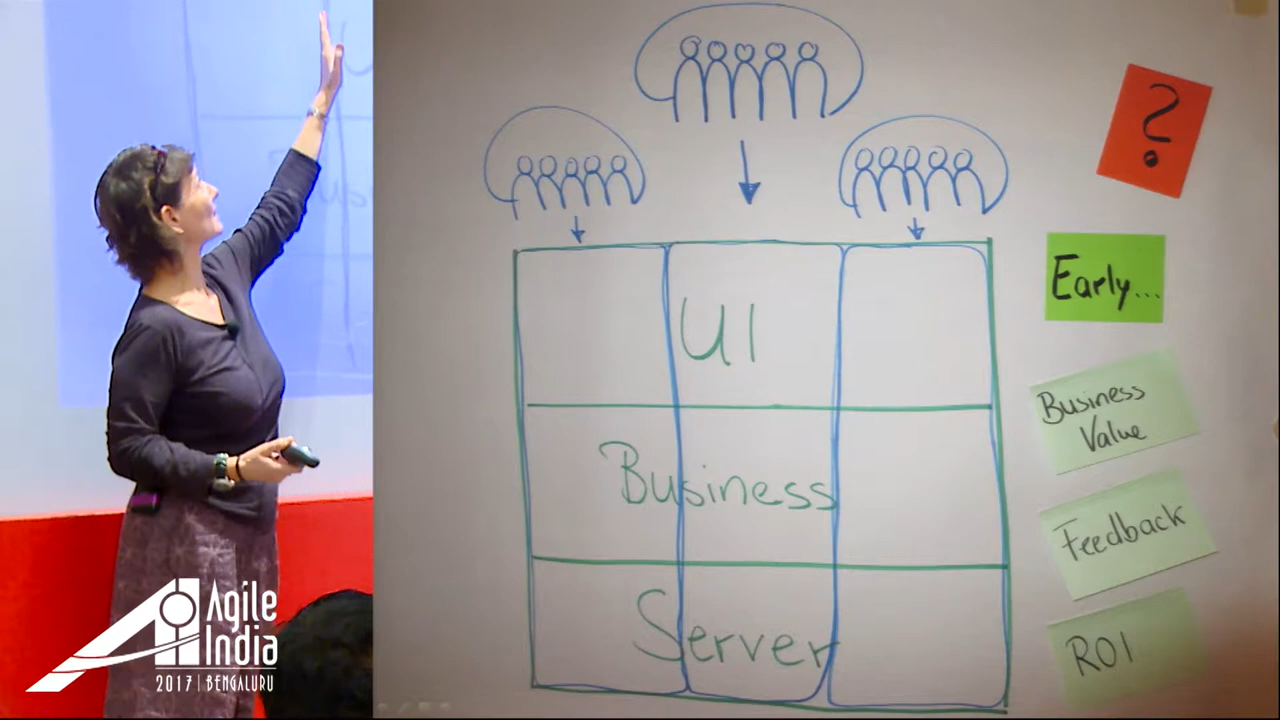 ?
Early...
UI
Business
Value
Business
Feedback
Server
ROI
Agile
India
2017 | BENGALURU